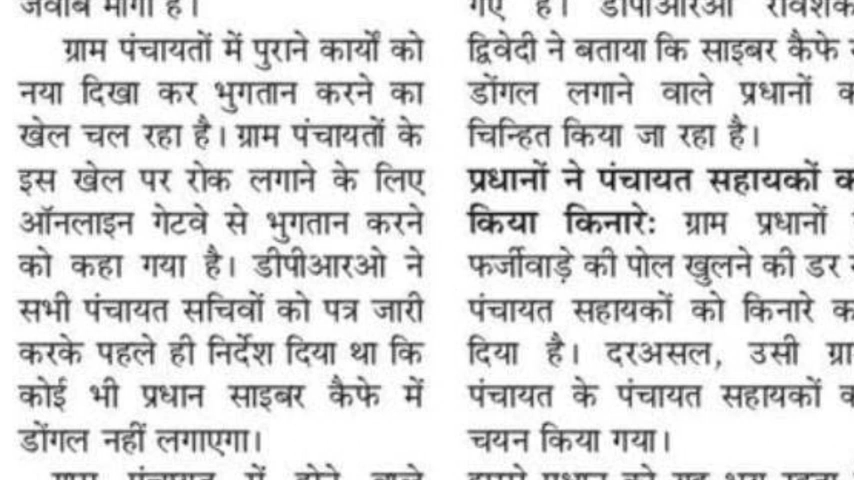 जवाब मांगा है।
ग्राम पंचायतों में पुराने कार्यों को
नया दिखा कर भुगतान करने का
खेल चल रहा है। ग्राम पंचायतों के
इस खेल पर रोक लगाने के लिए
ऑनलाइन गेटवे से भुगतान करने
को कहा गया है। डीपीआरओ ने
सभी पंचायत सचिवों को पत्र जारी
करके पहले ही निर्देश दिया था कि
कोई भी प्रधान साइबर कैफे में
डोंगल नहीं लगाएगा।
ग्राम पंचायत में होने वाले
गए हैं। डीपीआरओ
द्विवेदी ने बताया कि साइबर कैफे
डोंगल लगाने वाले प्रधानों
चिन्हित किया जा रहा है।
प्रधानों ने पंचायत सहायकों
किया किनारेः ग्राम प्रधानों
फर्जीवाड़े की पोल खुलने की डर
पंचायत सहायकों को किनारे
दिया है। दरअसल, उसी
पंचायत के पंचायत सहायकों
चयन किया गया।